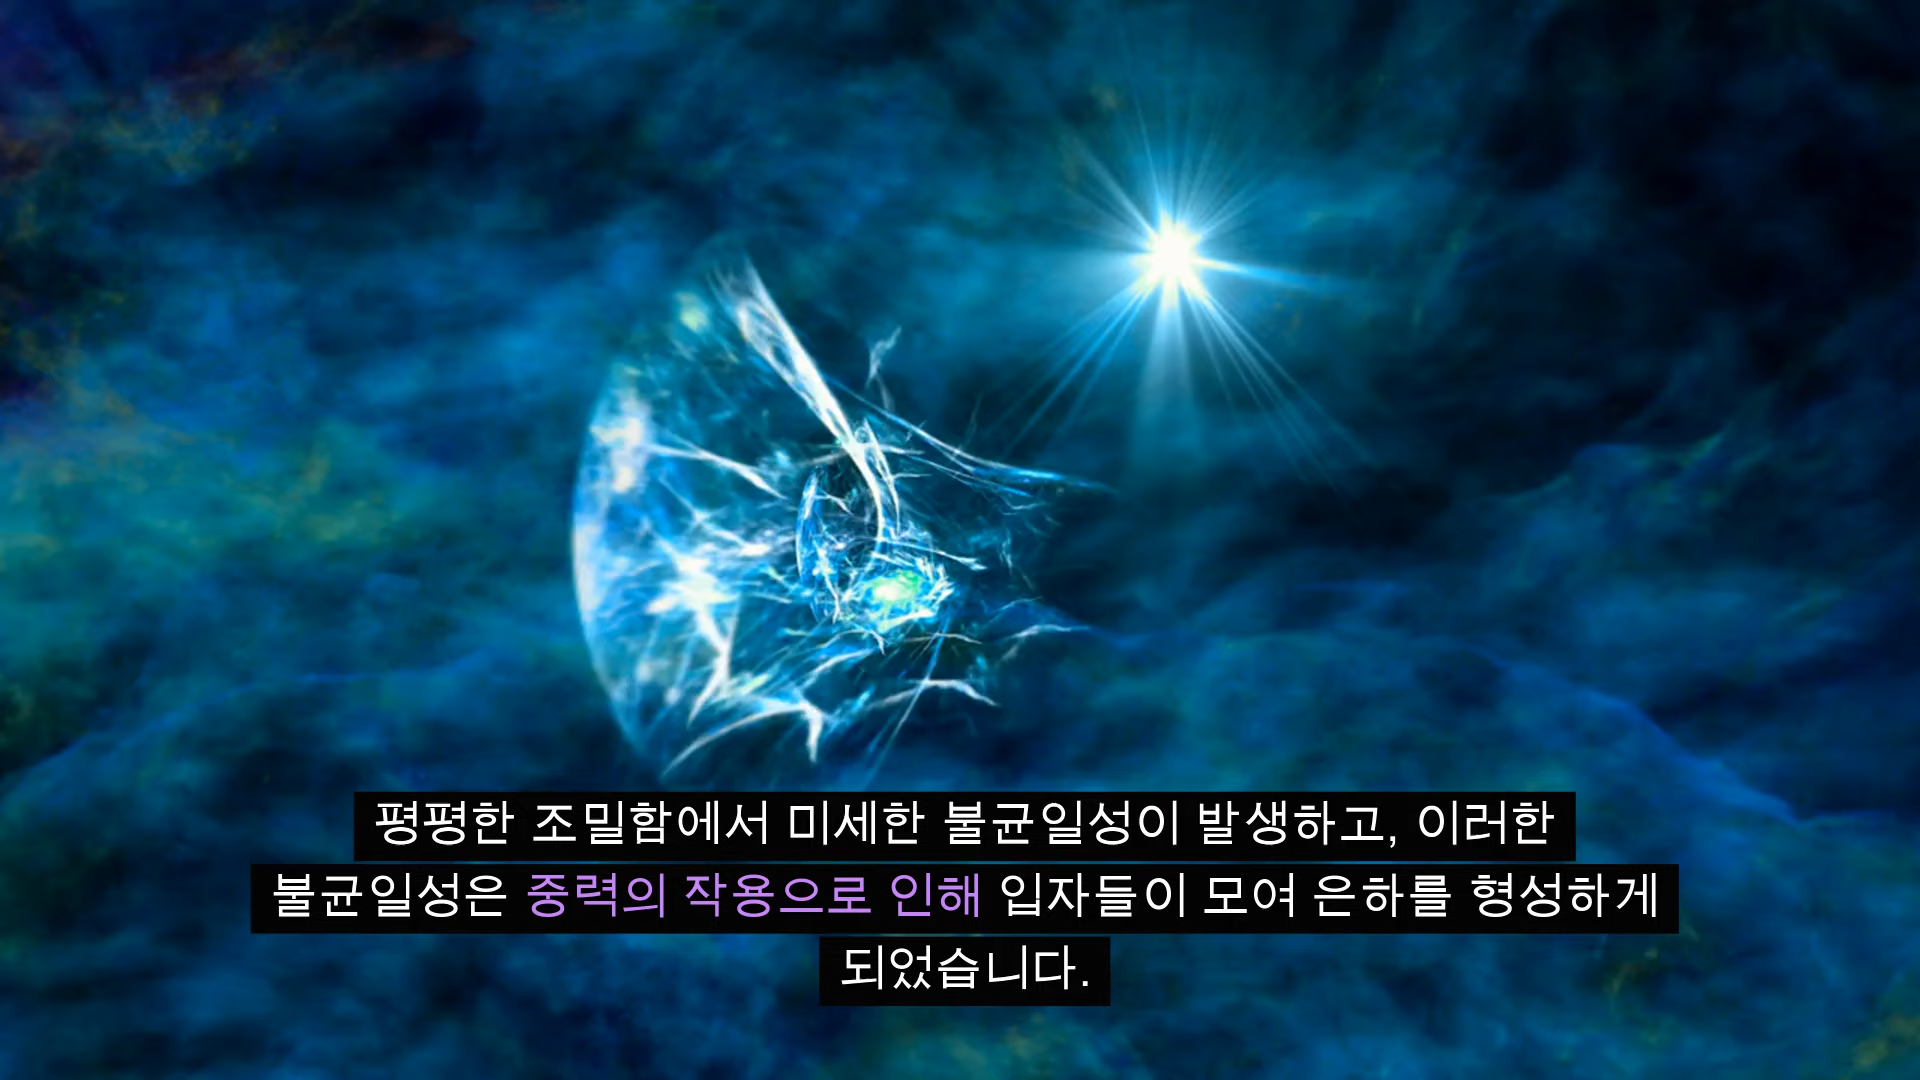 평평한 조밀함에서 미세한 불균일성이 발생하고, 이러한
불균일성은 중력의 작용으로 인해 입자들이 모여 은하를 형성하게
되었습니다.